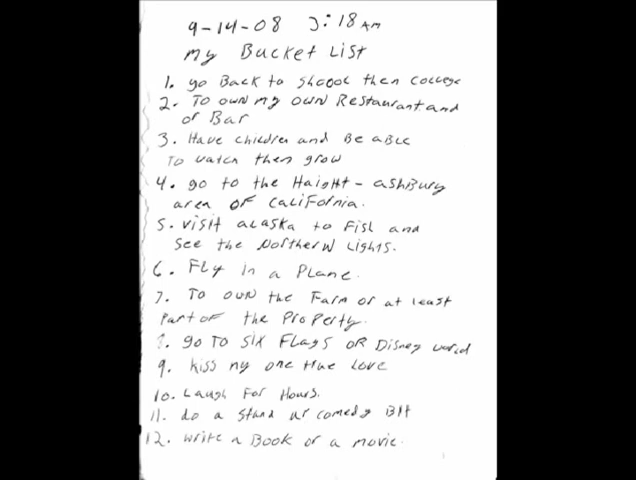 9-14-08 3:18 AM
My Bucket List
1. go Back to shcool then college
2. To own my own Restaurant and
or Bar
3. Have children and Be aBLe
To watch then grow
4. go to the Haight-ashbury
area of California.
5. visit alaska to Fish and
see the Northern Lights.
6. Fly in a Plane.
7. To own the Farm or at least
Part of the Property.
8. go To six Flags or Disney world
9. kiss my one true love
10. Laugh For Hours.
11. do a Stand up comedy Bit
12. write a Book or a movie.